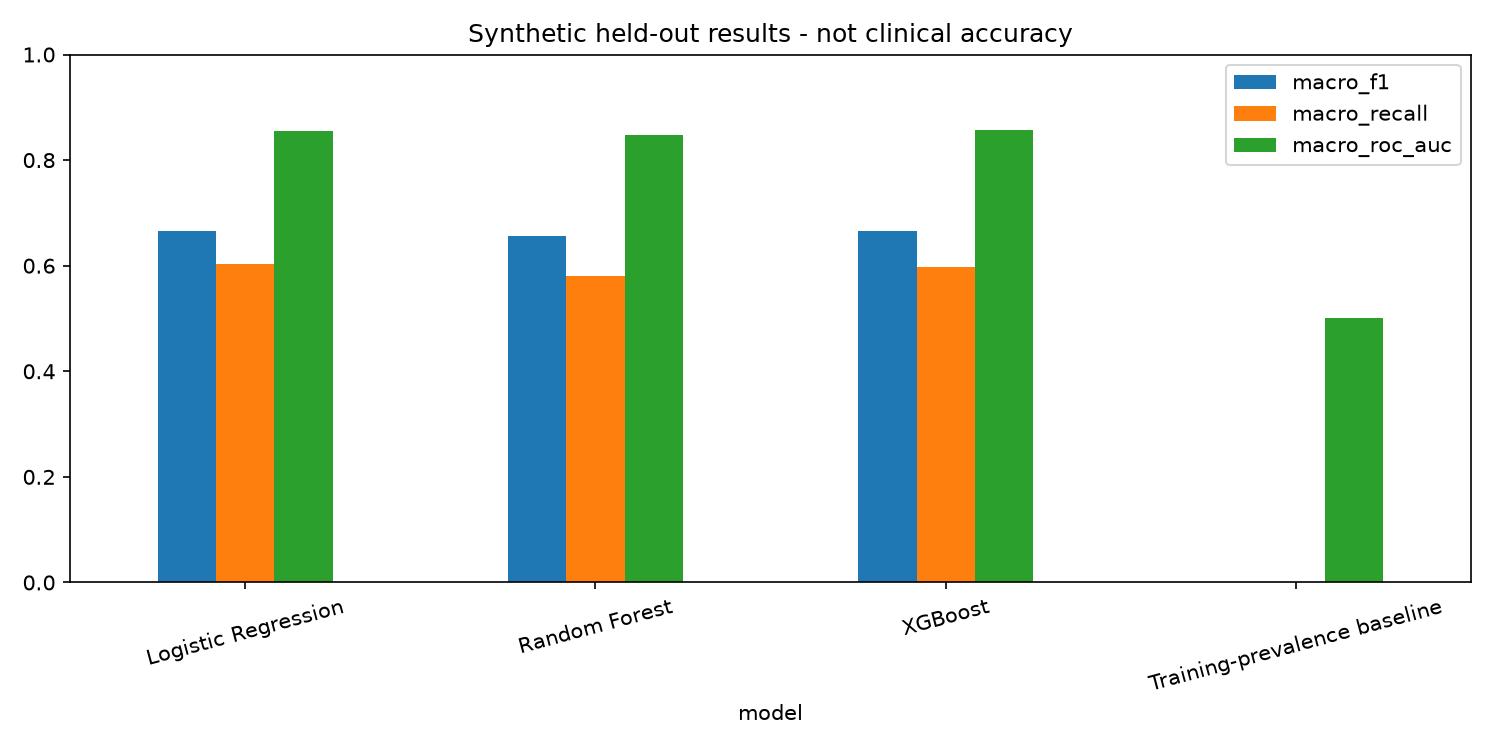 Synthetic held-out results - not clinical accuracy
1.0
0.8
0.6
0.4
0.2
0.0
macro_f1
macro_recall
macro_roc_auc
Logistic Regression
Random Forest
XGBoost
Training-prevalence baseline
model